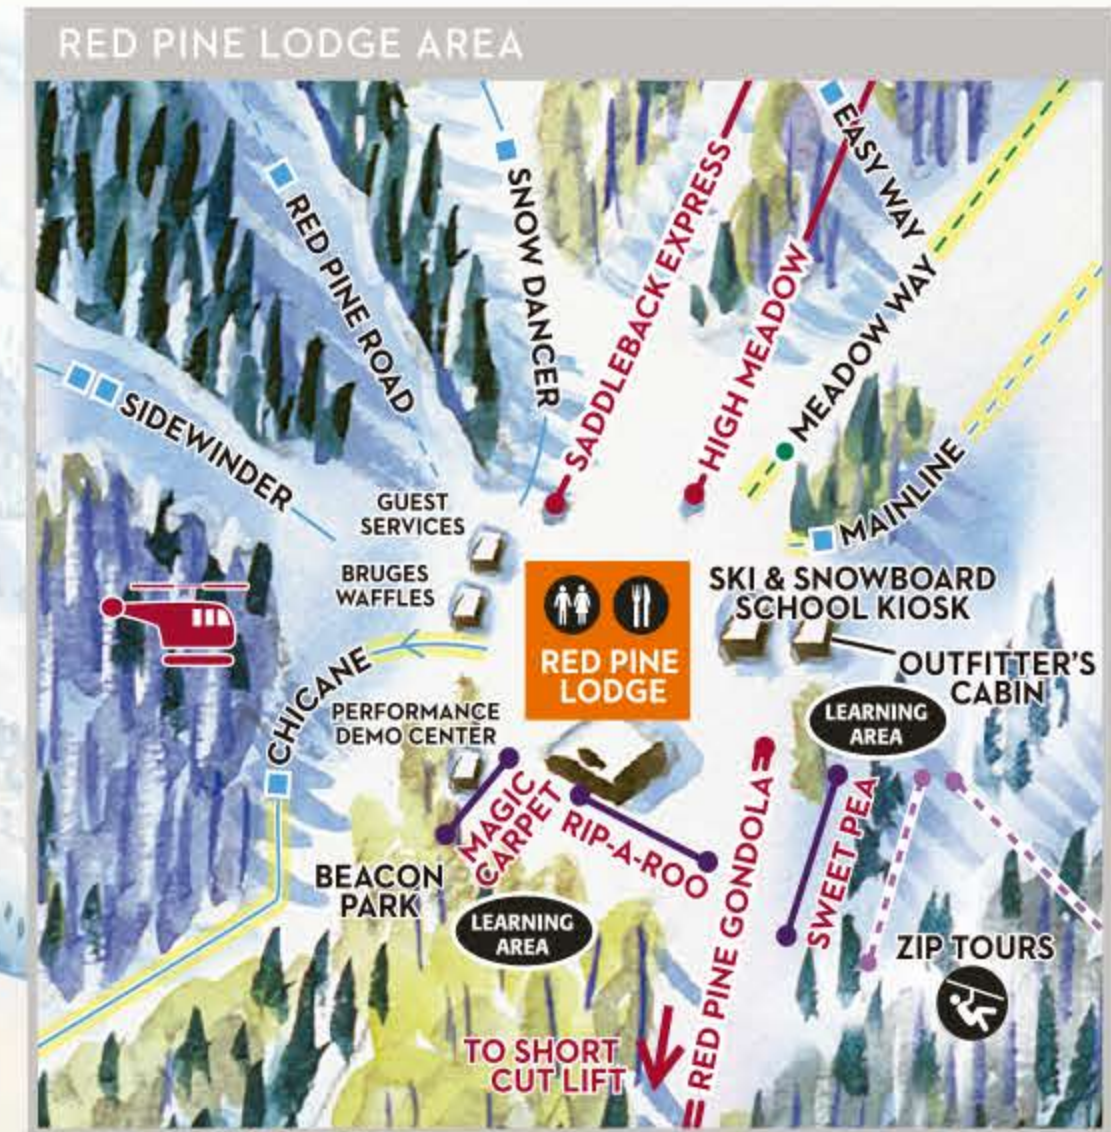 RED PINE LODGE AREA
EASY WAY
SNOW DANCER
SADDLEBACK EXPRESS
RED PINE ROAD
HIGH MEADOW
MEADOW WAY
SIDEWINDER
MAINLINE
GUEST
SERVICES
BRUGES
WAFFLES
SKI & SNOWBOARD
SCHOOL KIOSK
RED PINE
LODGE
OUTFITTER'S
CABIN
CHICANE
PERFORMANCE
DEMO CENTER
LEARNING
AREA
MAGIC
CARPET
RIP-A-ROO
RED PINE GONDOLA
SWEET PEA
BEACON
PARK
LEARNING
AREA
ZIP TOURS
TO SHORT
CUT LIFT